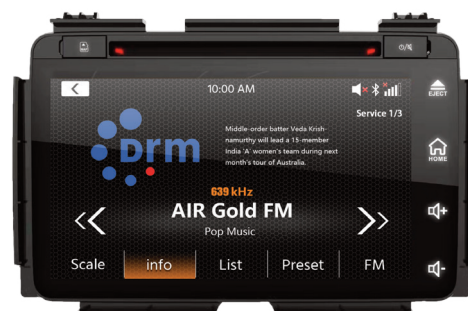 10:00 AM
EJECT
Service 1/3
Drm
Middle-order batter Veda Krish-
namurthy will lead a 15-member
India 'A' women's team during next
month's tour of Australia.
HOME
639 kHz
AIR Gold FM
Pop Music
Scale
info
List
Preset
FM